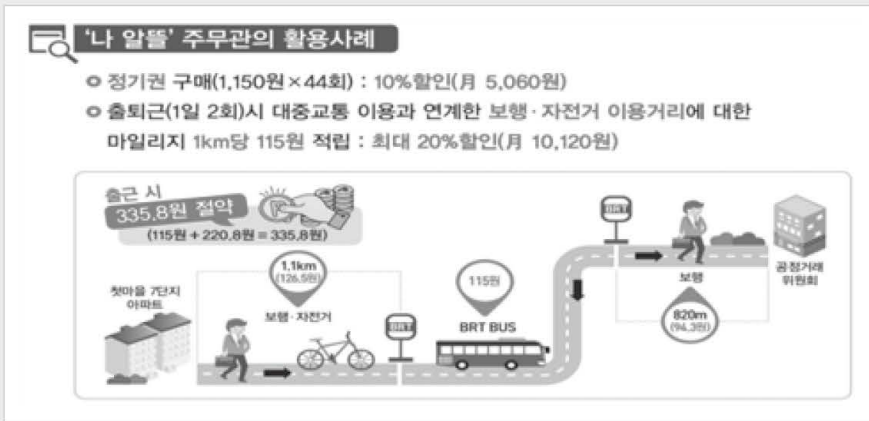 '나 알뜰' 주무관의 활용사례
정기권 구매(1,150원×44회) : 10%할인(月 5,060원)
출퇴근(1일 2회)시 대중교통 이용과 연계한 보행·자전거 이용거리에 대한
마일리지 1km당 115원 적립 : 최대 20%할인(月 10,120원)
출근 시
335.8원 절약
(115원 + 220.8원 = 335.8원)
첫마을 7단지
아파트
1.1km
(126.5원)
보행·자전거
BRT
115원
BRT BUS
BRT
보행
820m
(94.3원)
공정거래
위원회